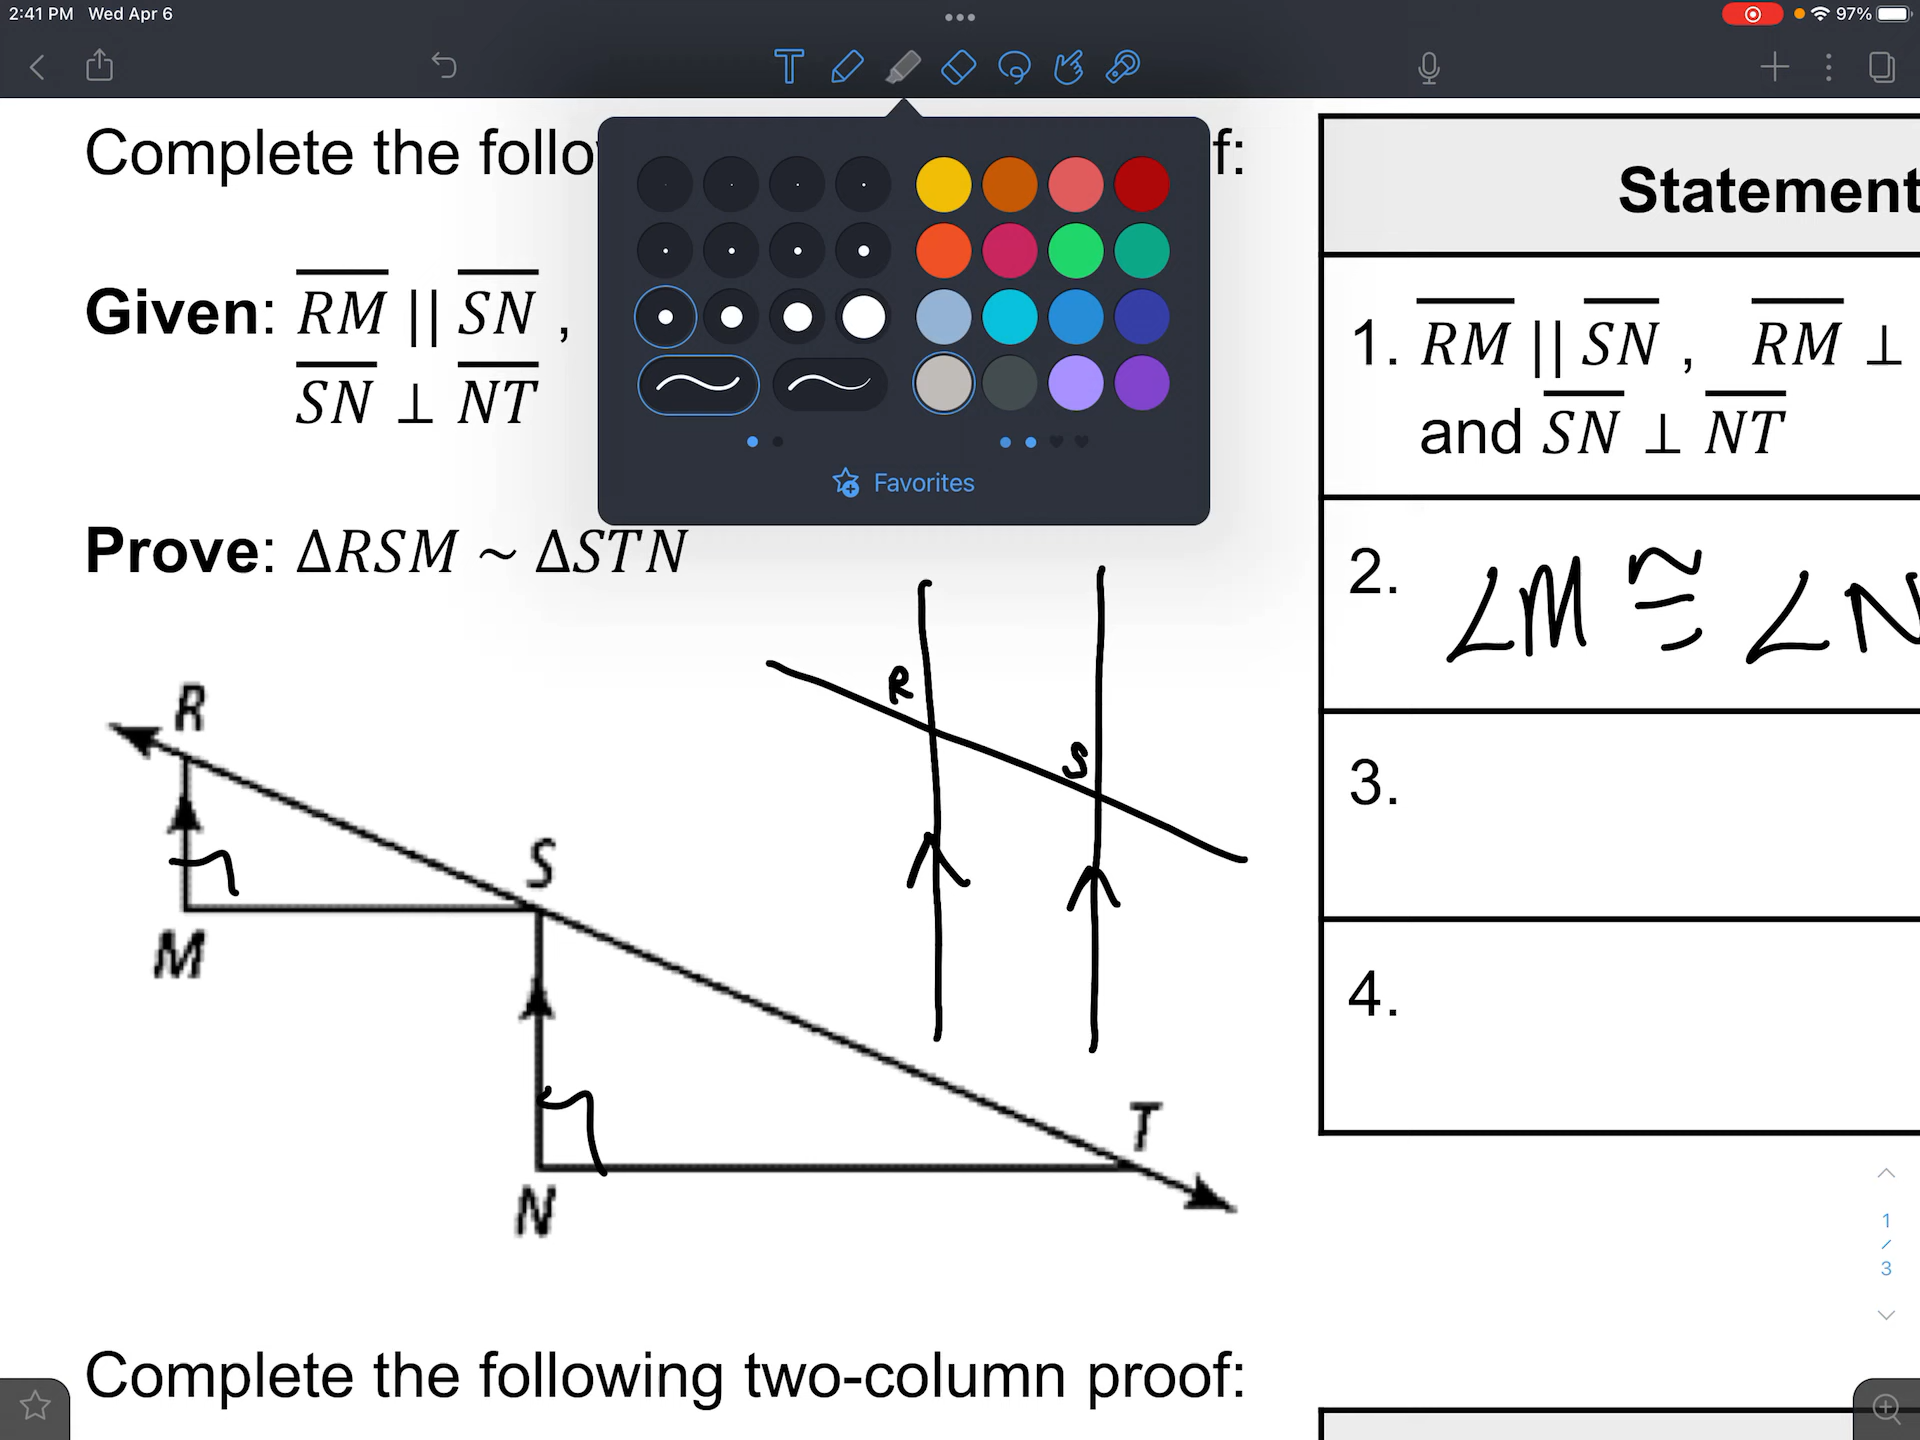 2:41 PM Wed Apr 6
97%
Complete the follo
f:
Given: RM || SN ,
SN ⊥ NT
Prove: ΔRSM ~ ΔSTN
Favorites
R
S
R
S
M
T
N
Statement
1. RM || SN , RM ⊥
and SN ⊥ NT
2. ∠M ≅ ∠N
3.
4.
1
/
3
Complete the following two-column proof: